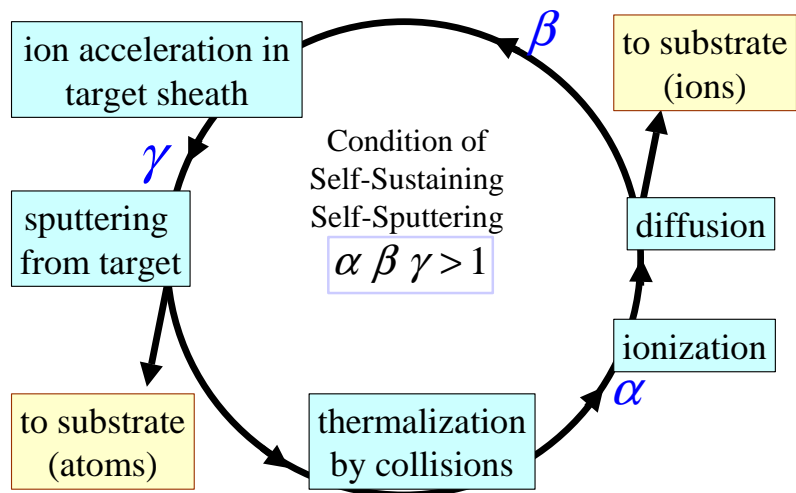 ion acceleration in
target sheath
β
to substrate
(ions)
γ
Condition of
Self-Sustaining
Self-Sputtering
α β γ > 1
sputtering
from target
diffusion
ionization
α
to substrate
(atoms)
thermalization
by collisions